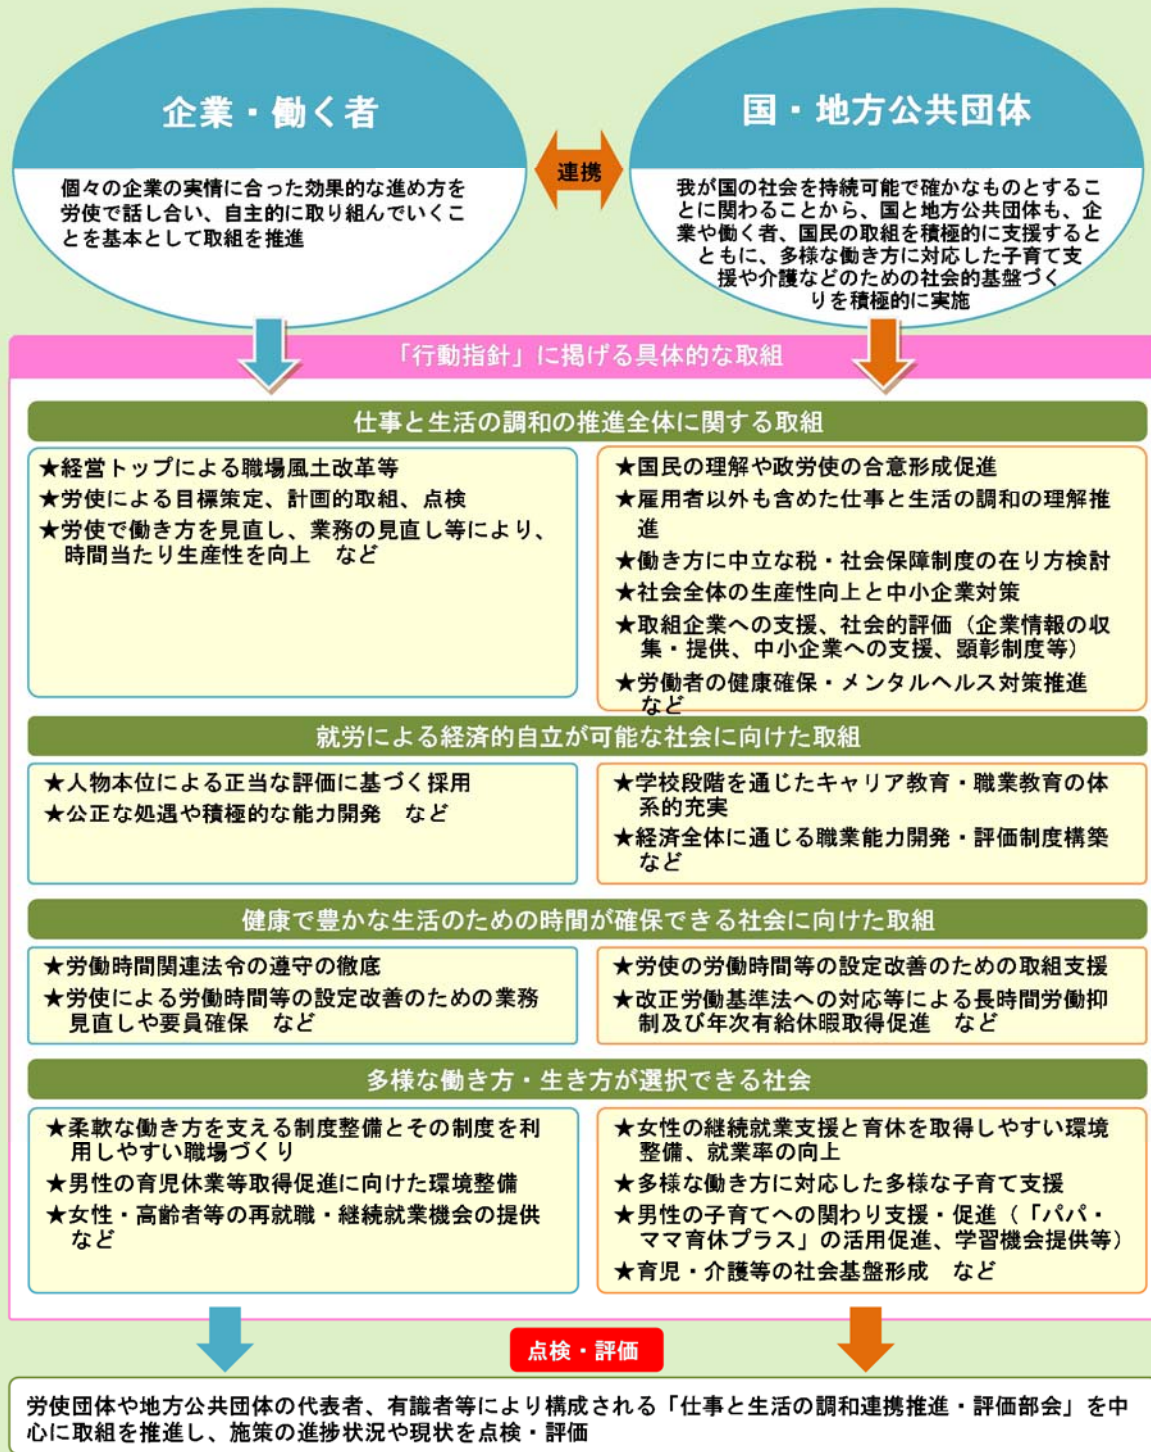 企業・働く者
個々の企業の実情に合った効果的な進め方を
労使で話し合い、自主的に取り組んでいくこ
とを基本として取組を推進
連携
国・地方公共団体
我が国の社会を持続可能で確かなものとするこ
とに関わることから、国と地方公共団体も、企
業や働く者、国民の取組を積極的に支援すると
ともに、多様な働き方に対応した子育て支
援や介護などのための社会的基盤づく
りを積極的に実施
「行動指針」に掲げる具体的な取組
仕事と生活の調和の推進全体に関する取組
★経営トップによる職場風土改革等
★労使による目標策定、計画的取組、点検
★労使で働き方を見直し、業務の見直し等により、
時間当たり生産性を向上　など
★国民の理解や政労使の合意形成促進
★雇用者以外も含めた仕事と生活の調和の理解推
進
★働き方に中立な税・社会保障制度の在り方検討
★社会全体の生産性向上と中小企業対策
★取組企業への支援、社会的評価（企業情報の収
集・提供、中小企業への支援、顕彰制度等）
★労働者の健康確保・メンタルヘルス対策推進
など
就労による経済的自立が可能な社会に向けた取組
★人物本位による正当な評価に基づく採用
★公正な処遇や積極的な能力開発　など
★学校段階を通じたキャリア教育・職業教育の体
系的充実
★経済全体に通じる職業能力開発・評価制度構築
など
健康で豊かな生活のための時間が確保できる社会に向けた取組
★労働時間関連法令の遵守の徹底
★労使による労働時間等の設定改善のための業務
見直しや要員確保　など
★労使の労働時間等の設定改善のための取組支援
★改正労働基準法への対応等による長時間労働抑
制及び年次有給休暇取得促進　など
多様な働き方・生き方が選択できる社会
★柔軟な働き方を支える制度整備とその制度を利
用しやすい職場づくり
★男性の育児休業等取得促進に向けた環境整備
★女性・高齢者等の再就職・継続就業機会の提供
など
★女性の継続就業支援と育休を取得しやすい環境
整備、就業率の向上
★多様な働き方に対応した多様な子育て支援
★男性の子育てへの関わり支援・促進（「パパ・
ママ育休プラス」の活用促進、学習機会提供等）
★育児・介護等の社会基盤形成　など
点検・評価
労使団体や地方公共団体の代表者、有識者等により構成される「仕事と生活の調和連携推進・評価部会」を中
心に取組を推進し、施策の進捗状況や現状を点検・評価